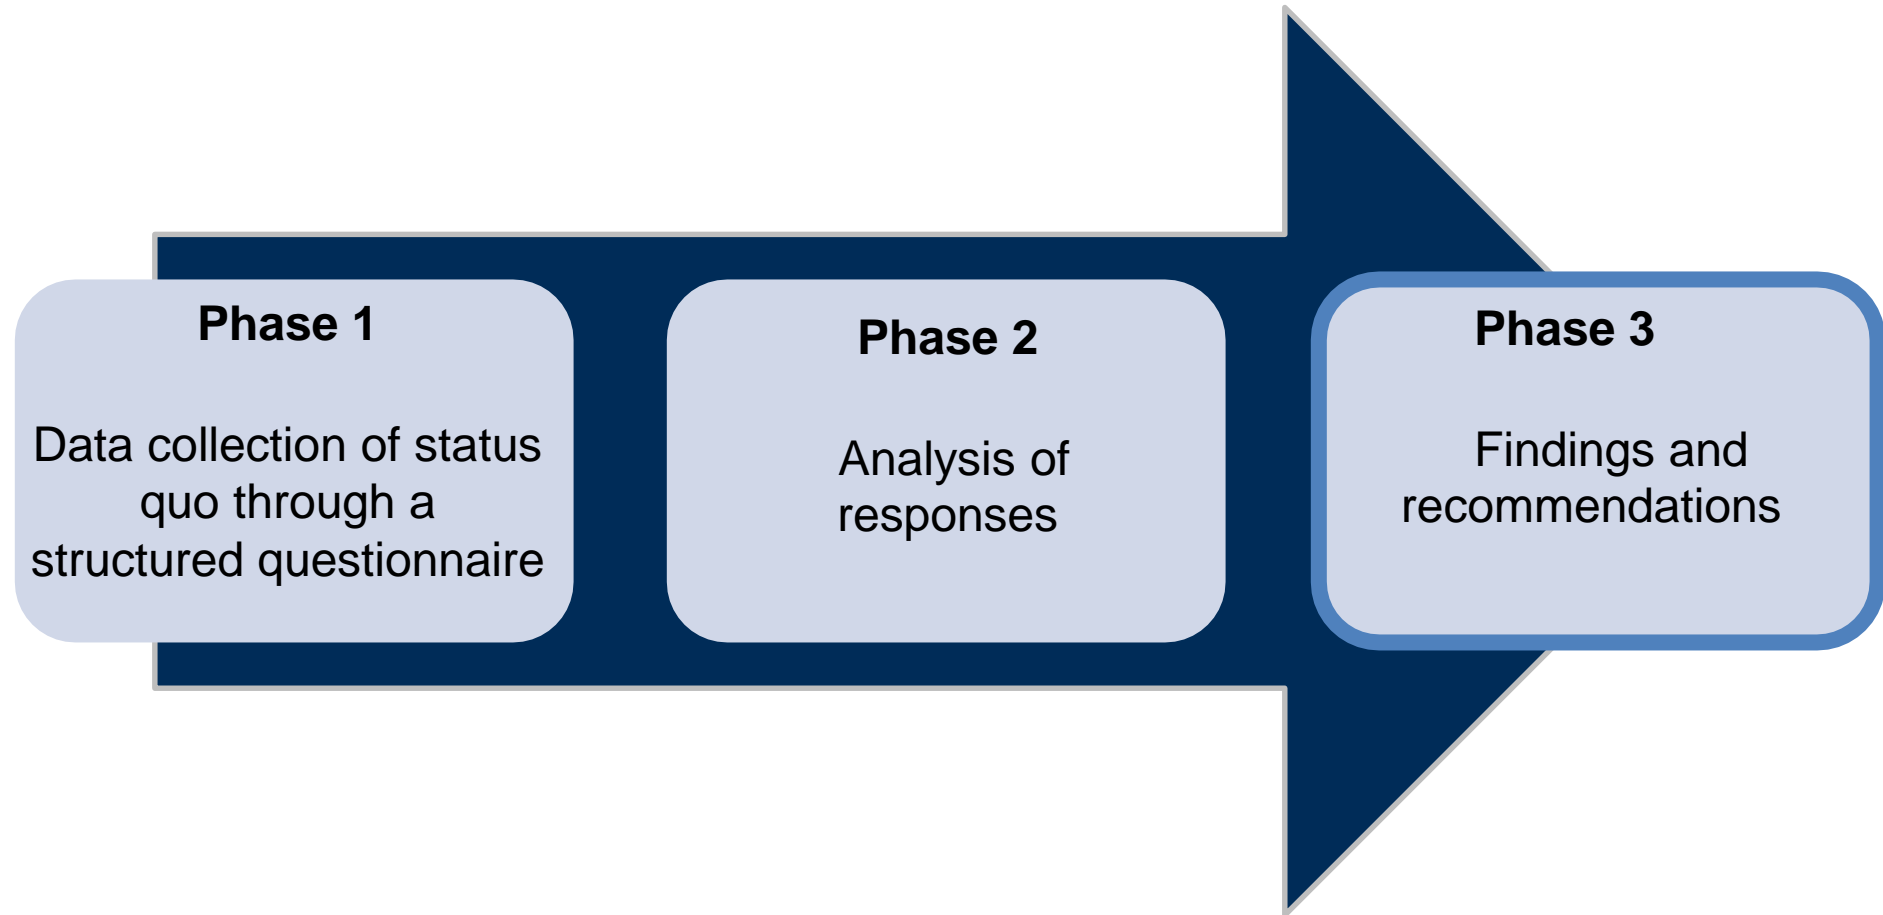 Phase 1
Data collection of status
quo through a
structured questionnaire
Phase 2
Analysis of
responses
Phase 3
Findings and
recommendations